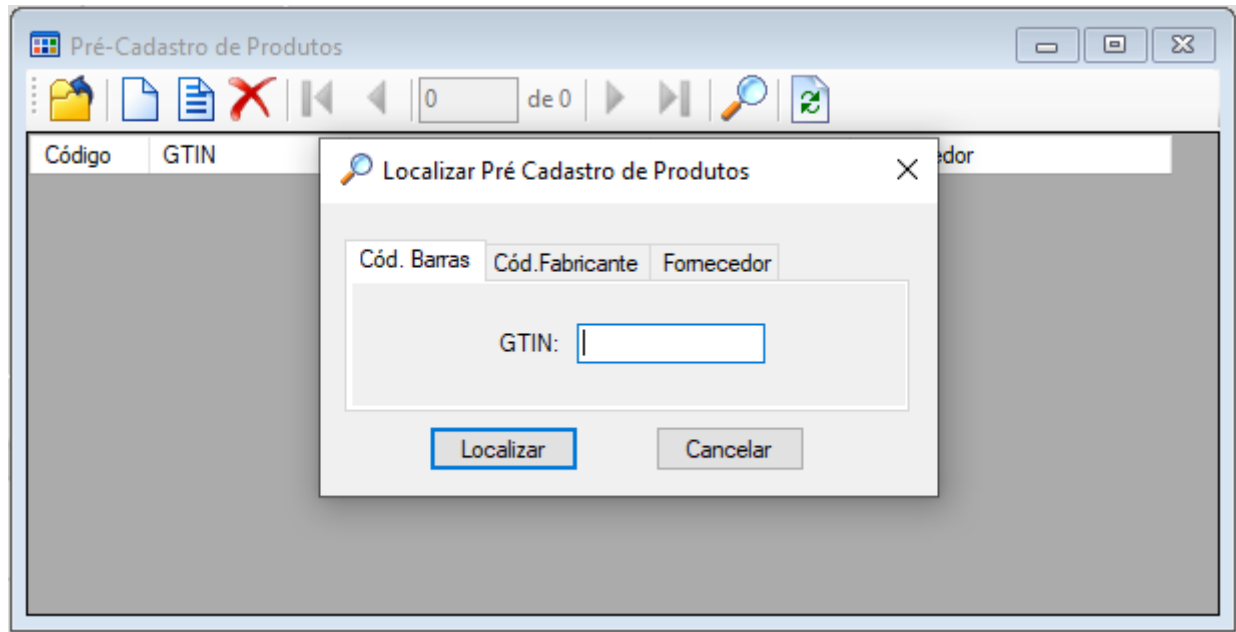 Pré-Cadastro de Produtos
0 de 0
Código GTIN edor
Localizar Pré Cadastro de Produtos
Cód. Barras Cód.Fabricante Fornecedor
GTIN:
Localizar Cancelar